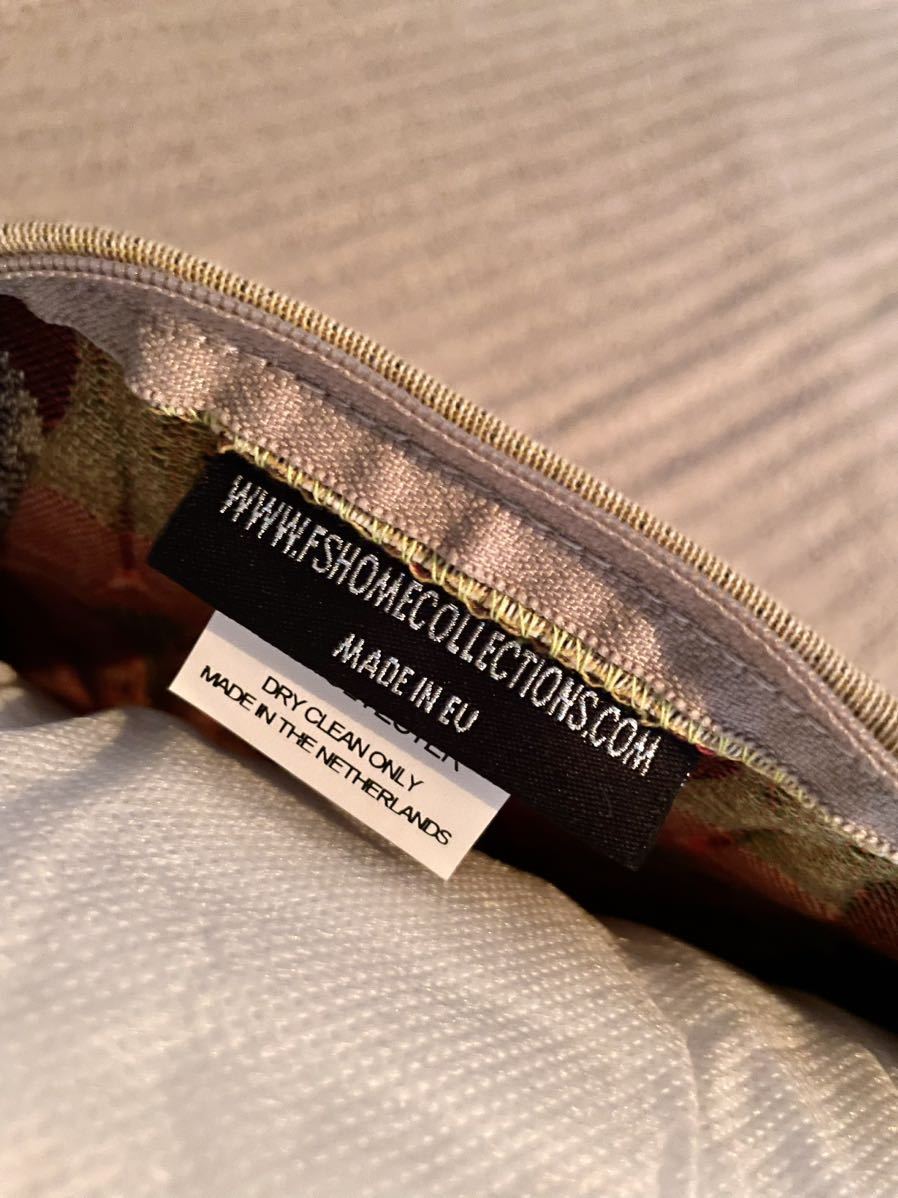 WWW.FSHOMECOLLECTIONS.COM
MADE IN EU
DRY CLEAN ONLY
MADE IN THE NETHERLANDS